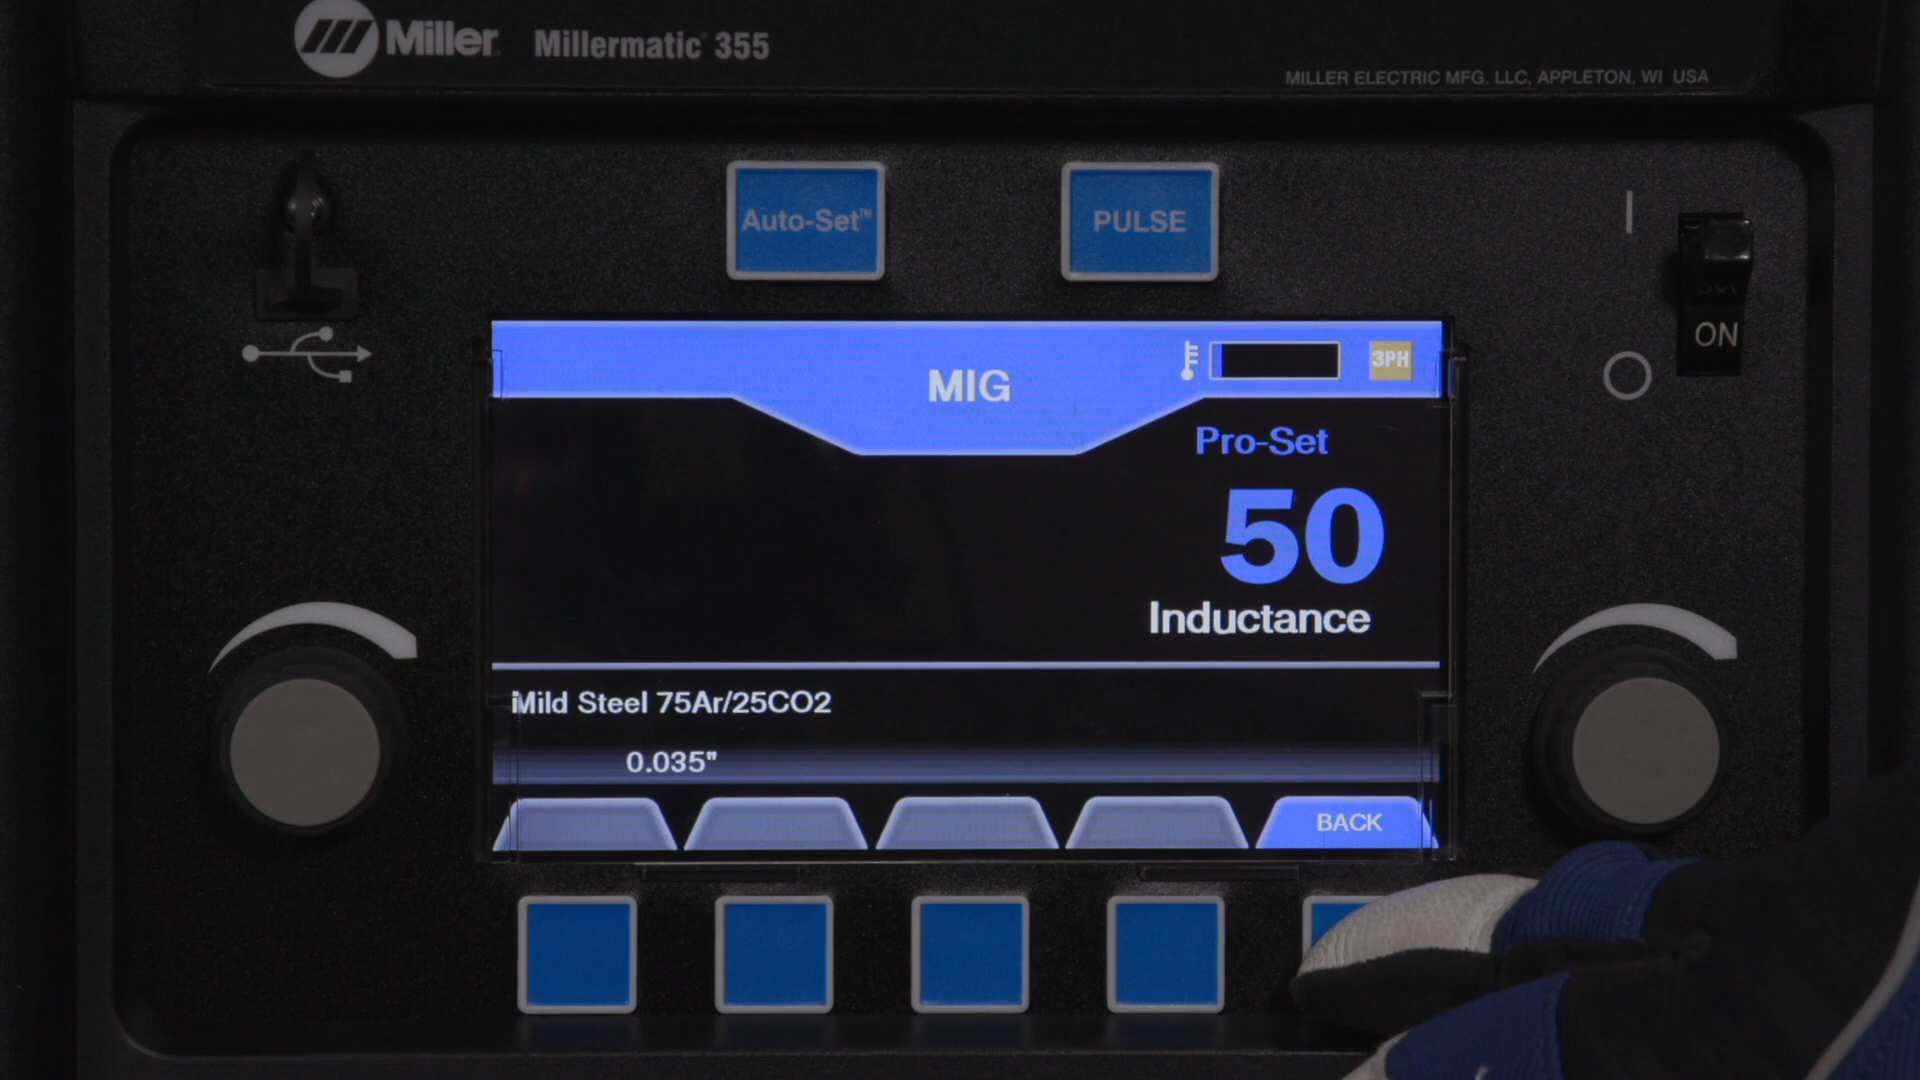 Miller Millermatic 355
MILLER ELECTRIC MFG. LLC, APPLETON, WI USA
Auto-Set™
PULSE
ON
MIG
3PH
Pro-Set
50
Inductance
Mild Steel 75Ar/25CO2
0.035"
BACK